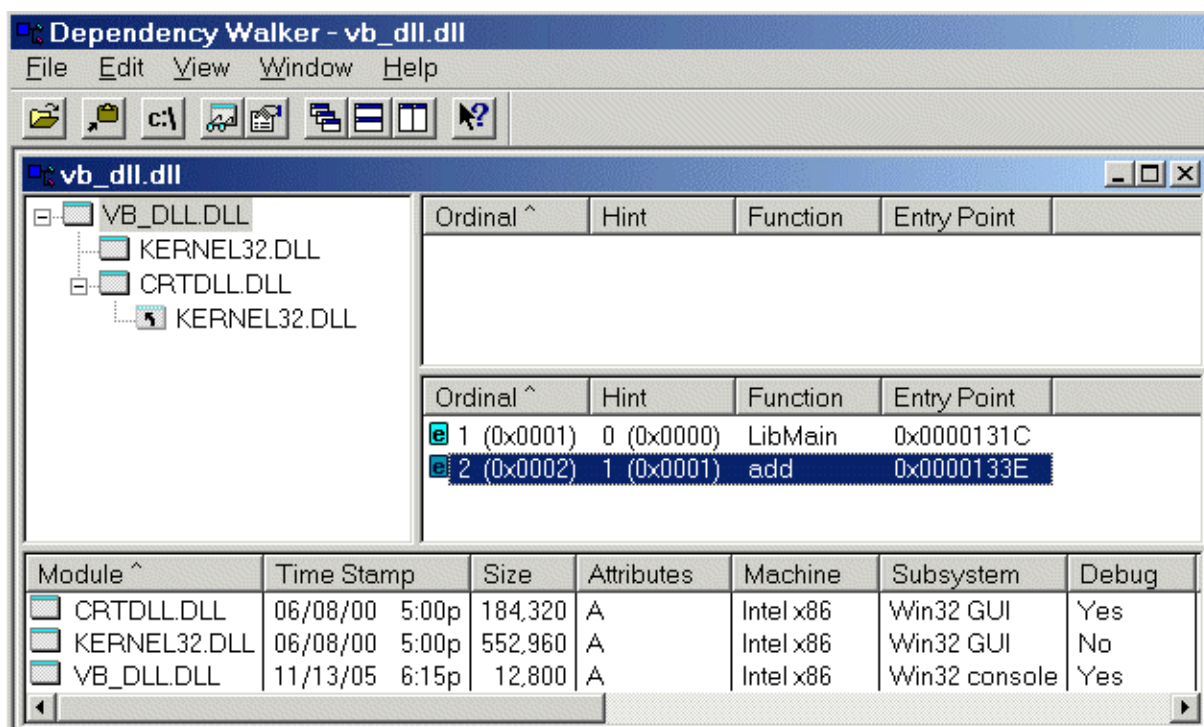 Dependency Walker - vb_dll.dll
File Edit View Window Help
c:\
vb_dll.dll
VB_DLL.DLL
KERNEL32.DLL
CRTDLL.DLL
KERNEL32.DLL
Ordinal ^ Hint Function Entry Point
Ordinal ^ Hint Function Entry Point
e 1 (0x0001) 0 (0x0000) LibMain 0x0000131C
e 2 (0x0002) 1 (0x0001) add 0x0000133E
Module ^ Time Stamp Size Attributes Machine Subsystem Debug
CRTDLL.DLL 06/08/00 5:00p 184,320 A Intel x86 Win32 GUI Yes
KERNEL32.DLL 06/08/00 5:00p 552,960 A Intel x86 Win32 GUI No
VB_DLL.DLL 11/13/05 6:15p 12,800 A Intel x86 Win32 console Yes